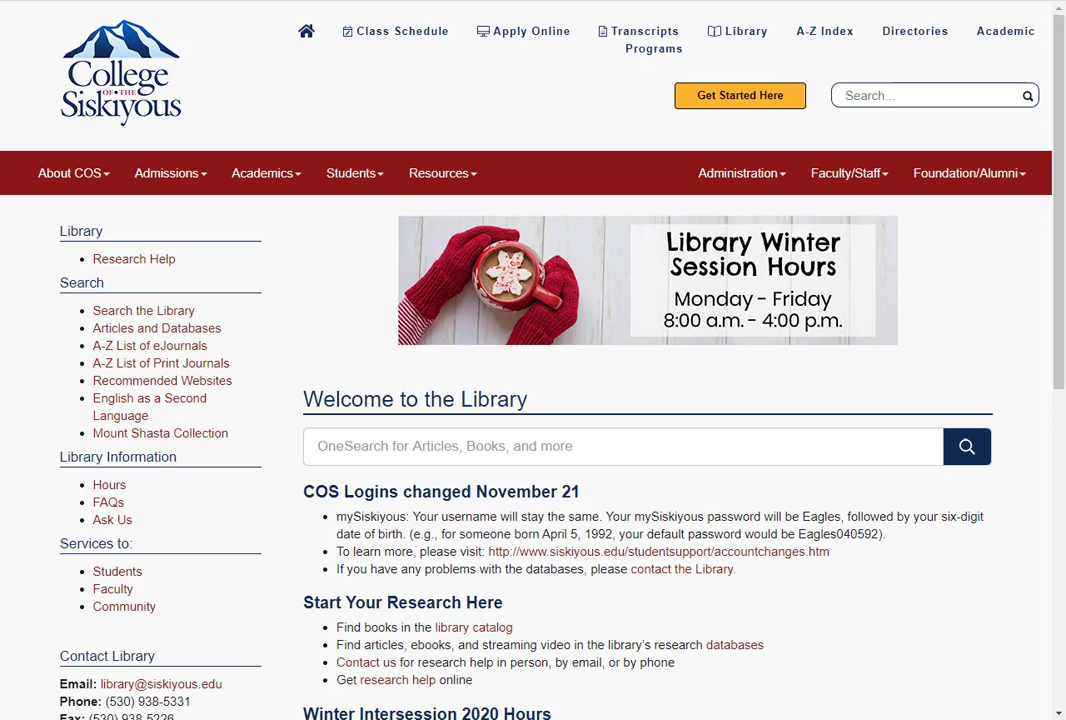 College
OF THE
Siskiyous
Class Schedule
Apply Online
Transcripts
Library
A-Z Index
Directories
Academic
Programs
Get Started Here
Search...
About COS
Admissions
Academics
Students
Resources
Administration
Faculty/Staff
Foundation/Alumni
Library
Research Help
Search
Search the Library
Articles and Databases
A-Z List of eJournals
A-Z List of Print Journals
Recommended Websites
English as a Second
Language
Mount Shasta Collection
Library Information
Hours
FAQs
Ask Us
Services to:
Students
Faculty
Community
Contact Library
Email: library@siskiyous.edu
Phone: (530) 938-5331
Fax: (530) 938-5226
Library Winter
Session Hours
Monday - Friday
8:00 a.m. - 4:00 p.m.
Welcome to the Library
OneSearch for Articles, Books, and more
COS Logins changed November 21
mySiskiyous: Your username will stay the same. Your mySiskiyous password will be Eagles, followed by your six-digit
date of birth. (e.g., for someone born April 5, 1992, your default password would be Eagles040592).
To learn more, please visit: http://www.siskiyous.edu/studentsupport/accountchanges.htm
If you have any problems with the databases, please contact the Library.
Start Your Research Here
Find books in the library catalog
Find articles, ebooks, and streaming video in the library's research databases
Contact us for research help in person, by email, or by phone
Get research help online
Winter Intersession 2020 Hours